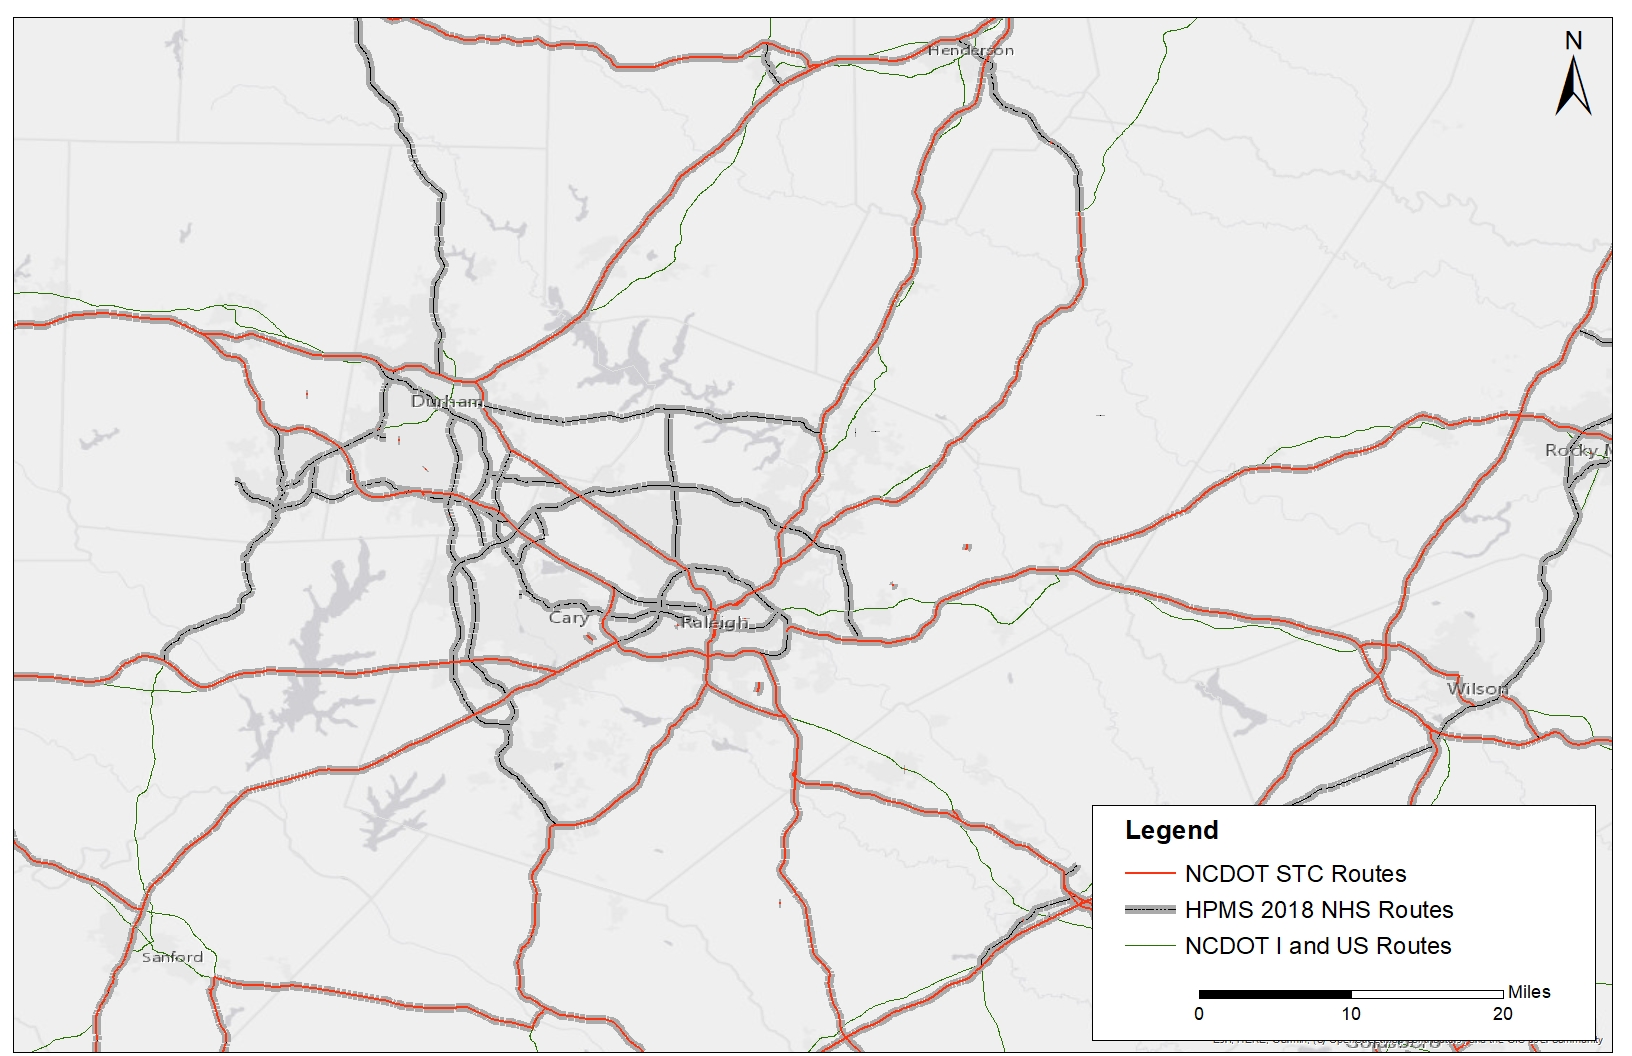 N
Henderson
Durham
Rocky M
Cary
Raleigh
Wilson
Sanford
Legend
NCDOT STC Routes
HPMS 2018 NHS Routes
NCDOT I and US Routes
Miles
0 10 20
Goldsboro